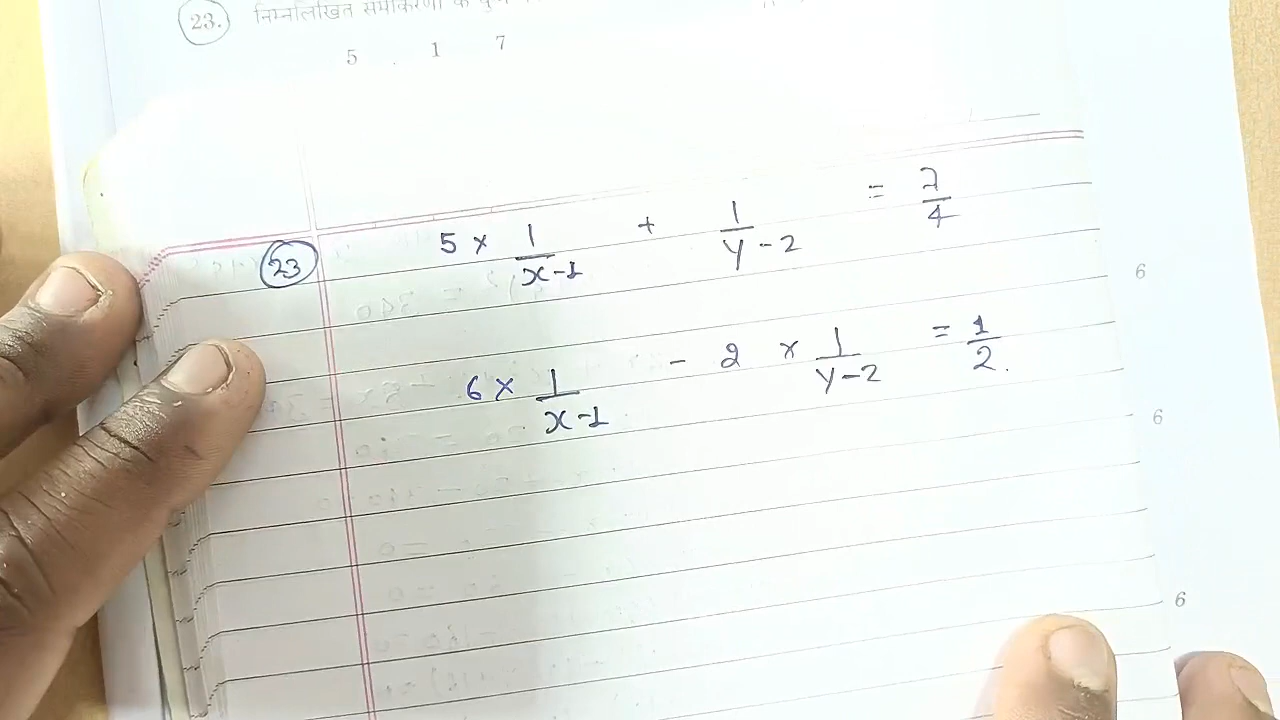 23. निम्नलिखित समीकरणों के
5 1 7
23 5 × 1/(x-1) + 1/(y-2) = 7/4
6 × 1/(x-1) - 2 × 1/(y-2) = 1/2.
6
6
6